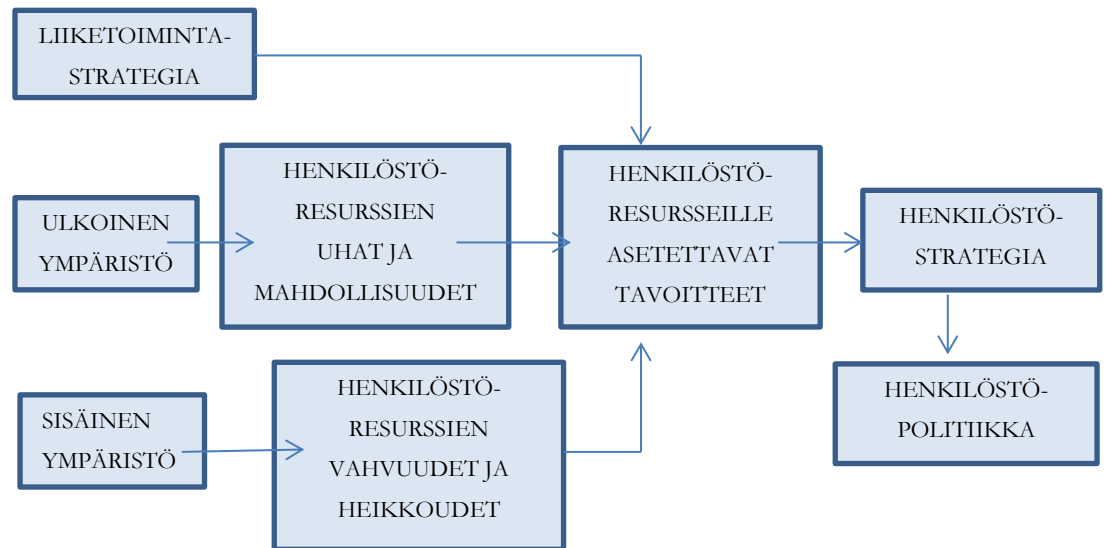 LIIKETOIMINTA-
STRATEGIA
ULKOINEN
YMPÄRISTÖ
HENKILÖSTÖ-
RESURSSIEN
UHAT JA
MAHDOLLISUUDET
HENKILÖSTÖ-
RESURSSEILLE
ASETETTAVAT
TAVOITTEET
HENKILÖSTÖ-
STRATEGIA
SISÄINEN
YMPÄRISTÖ
HENKILÖSTÖ-
RESURSSIEN
VAHVUUDET JA
HEIKKOUDET
HENKILÖSTÖ-
POLITIIKKA